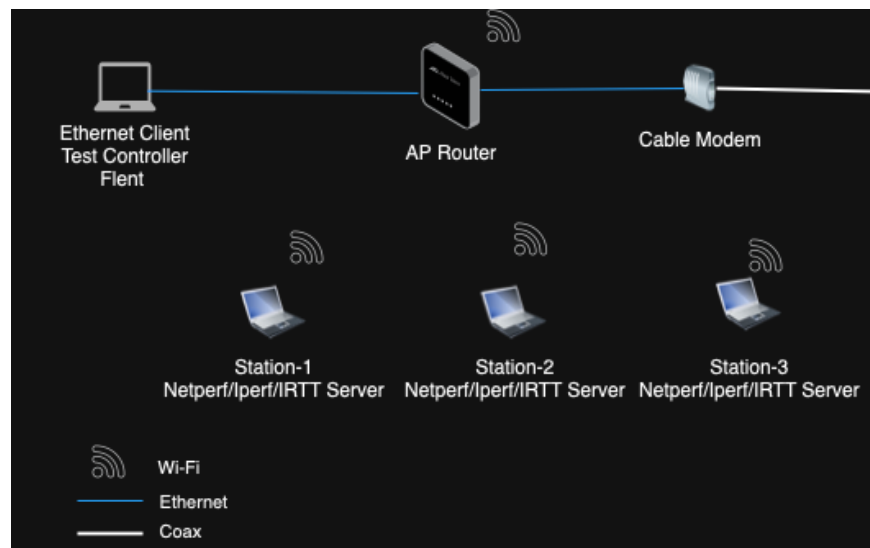 Ethernet Client
Test Controller
Flent
AP Router
Cable Modem
Station-1
Netperf/Iperf/IRTT Server
Station-2
Netperf/Iperf/IRTT Server
Station-3
Netperf/Iperf/IRTT Server
Wi-Fi
Ethernet
Coax